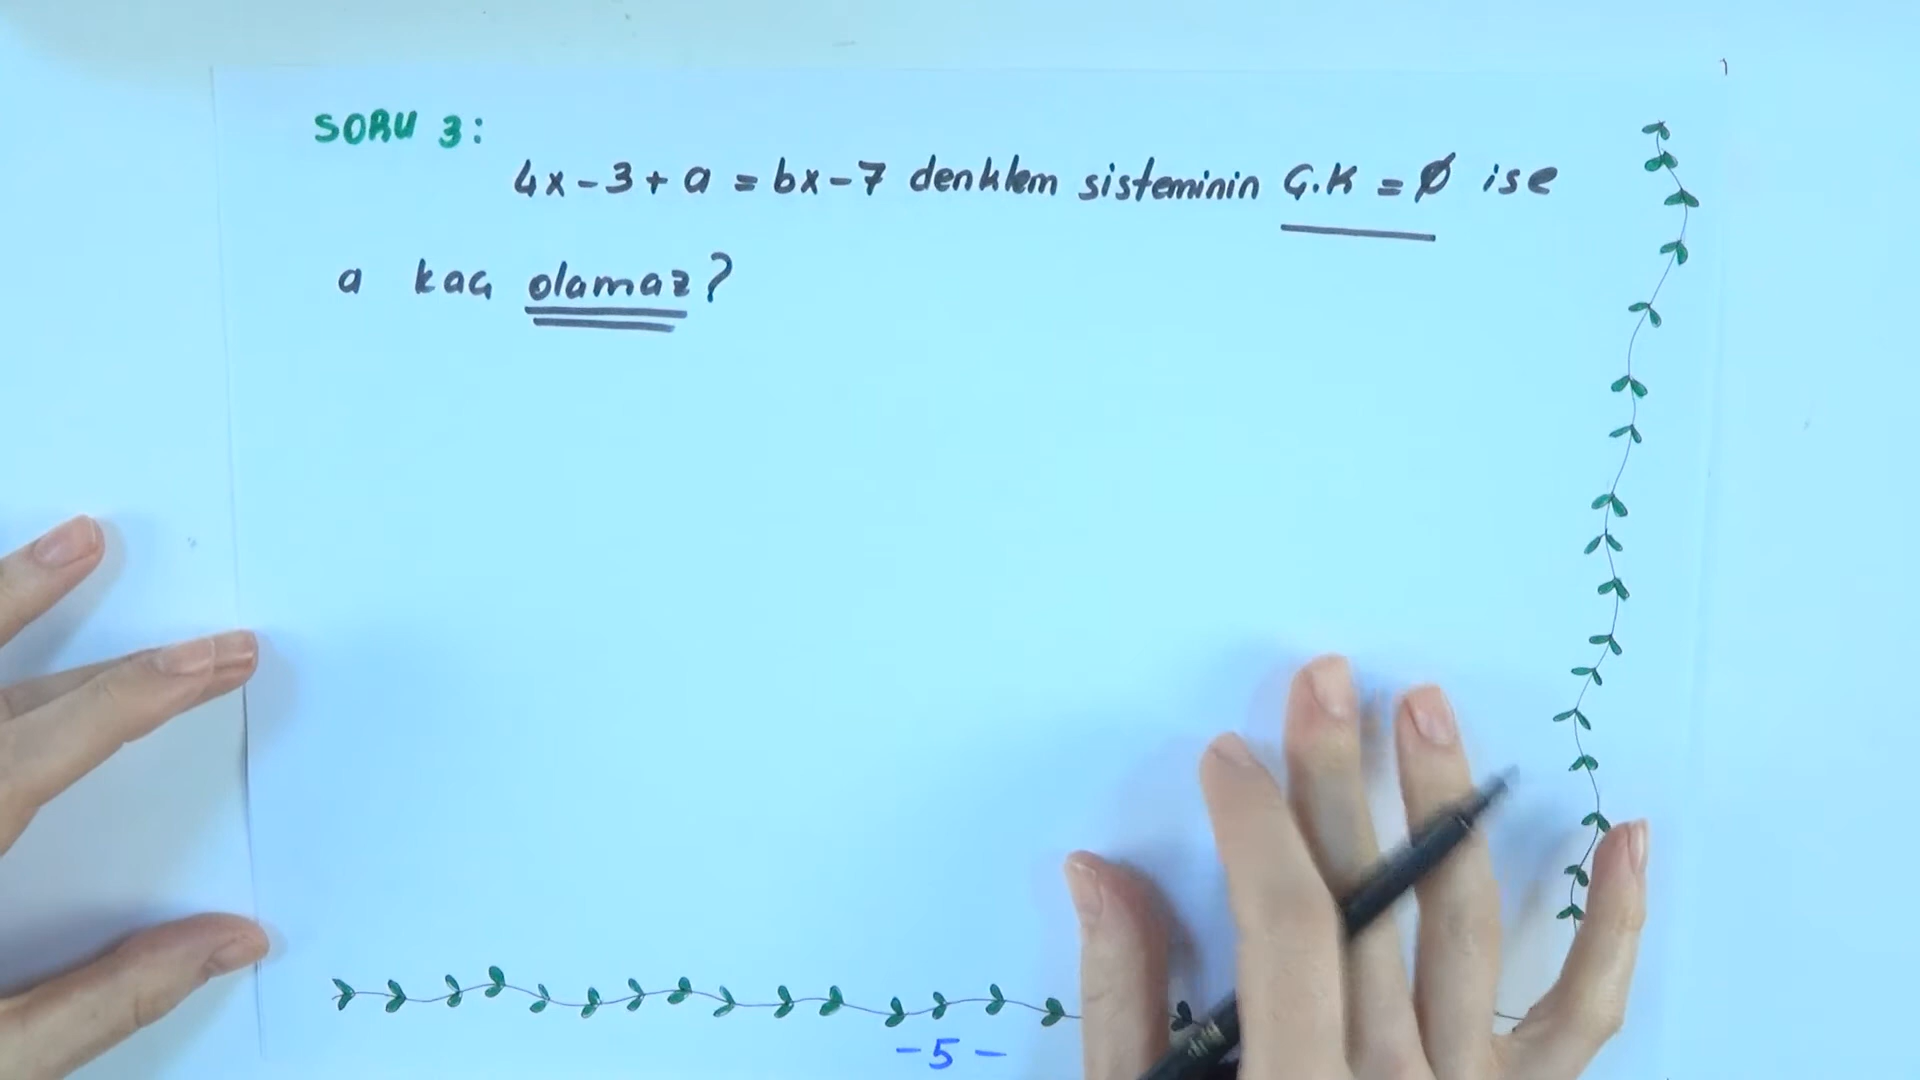 SORU 3:
4x - 3 + a = bx - 7 denklem sisteminin Ç.K = Ø ise
a kaç olamaz?
- 5 -